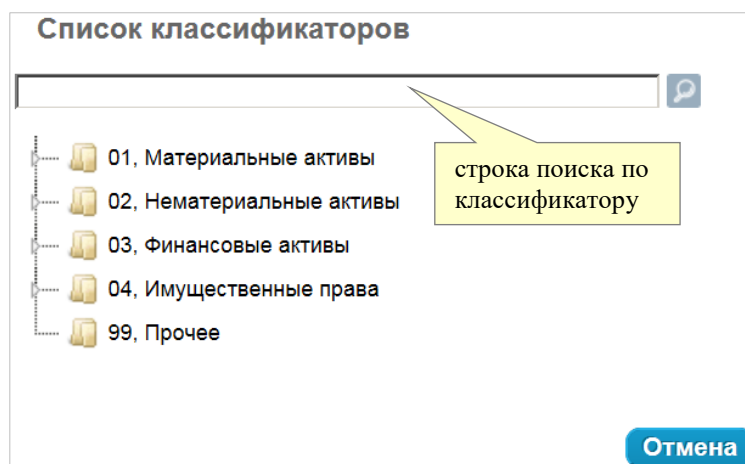 Список классификаторов
строка поиска по
классификатору
01, Материальные активы
02, Нематериальные активы
03, Финансовые активы
04, Имущественные права
99, Прочее
Отмена